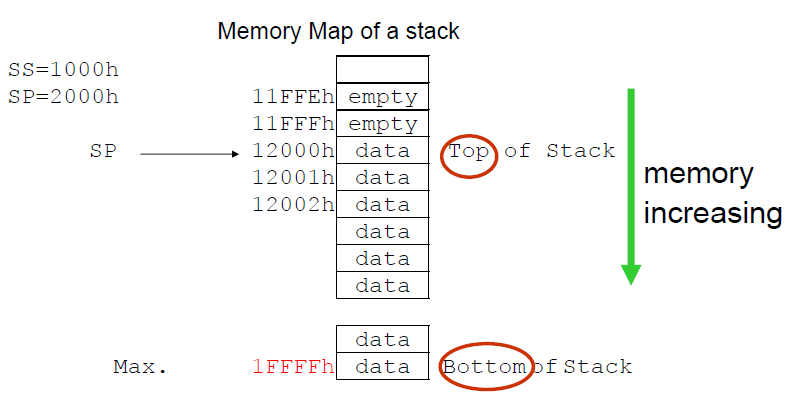 Memory Map of a stack
SS=1000h
SP=2000h
11FFEh empty
11FFFh empty
SP 12000h data Top of Stack
12001h data
12002h data
data
data
data
memory
increasing
data
Max. 1FFFFh data Bottom of Stack